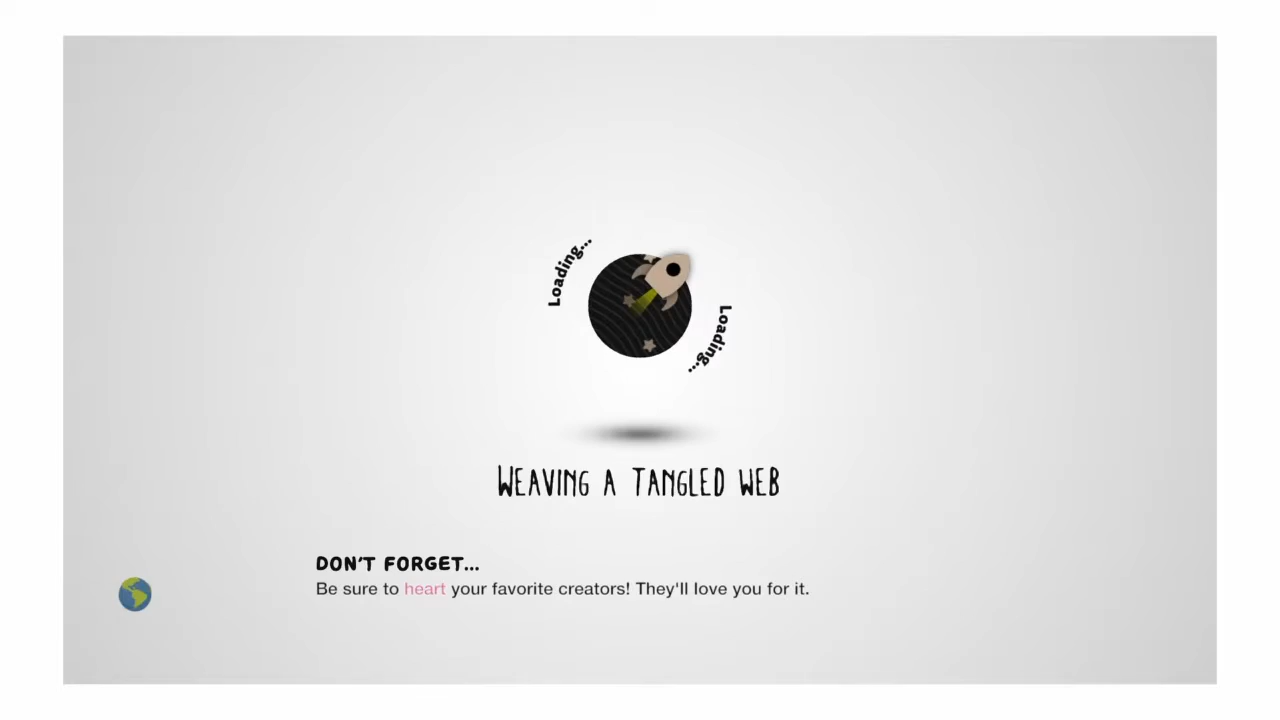 Loading...
Loading...
WEAVING A TANGLED WEB
DON'T FORGET...
Be sure to heart your favorite creators! They'll love you for it.